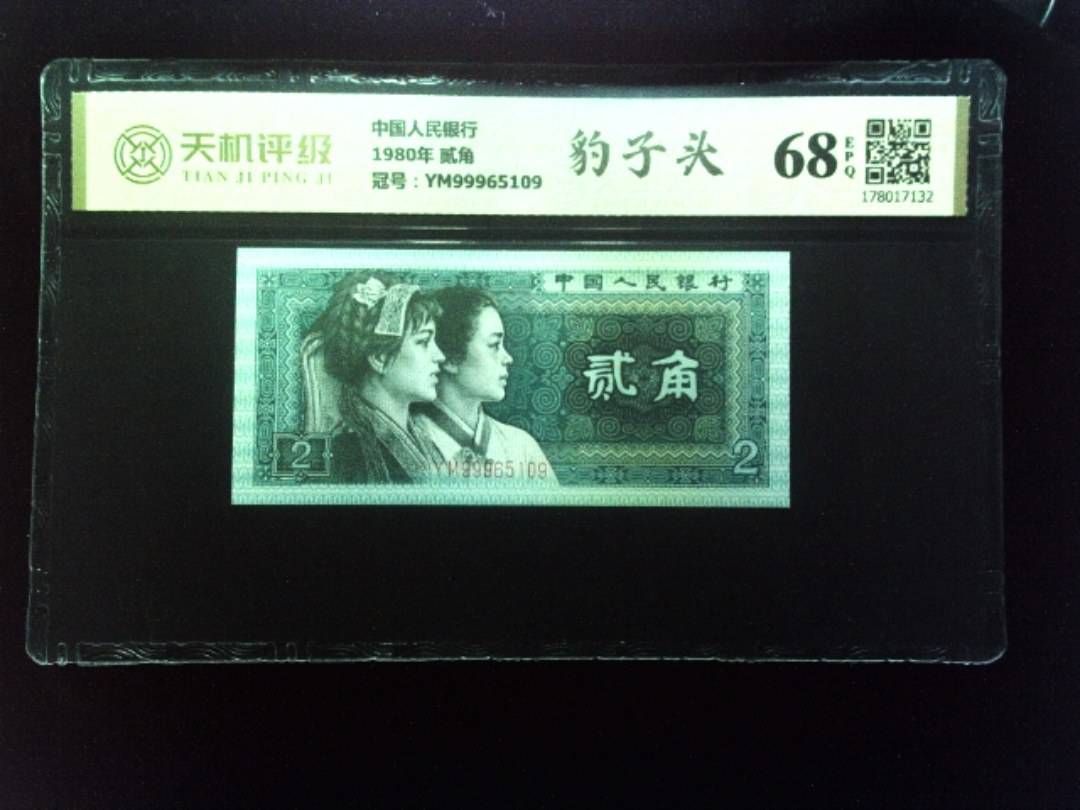 天机评级
TIAN JI PING JI
中国人民银行
1980年 贰角
冠号：YM99965109
豹子头
68
EPQ
178017132
中国人民银行
贰角
2
YM99965109
2